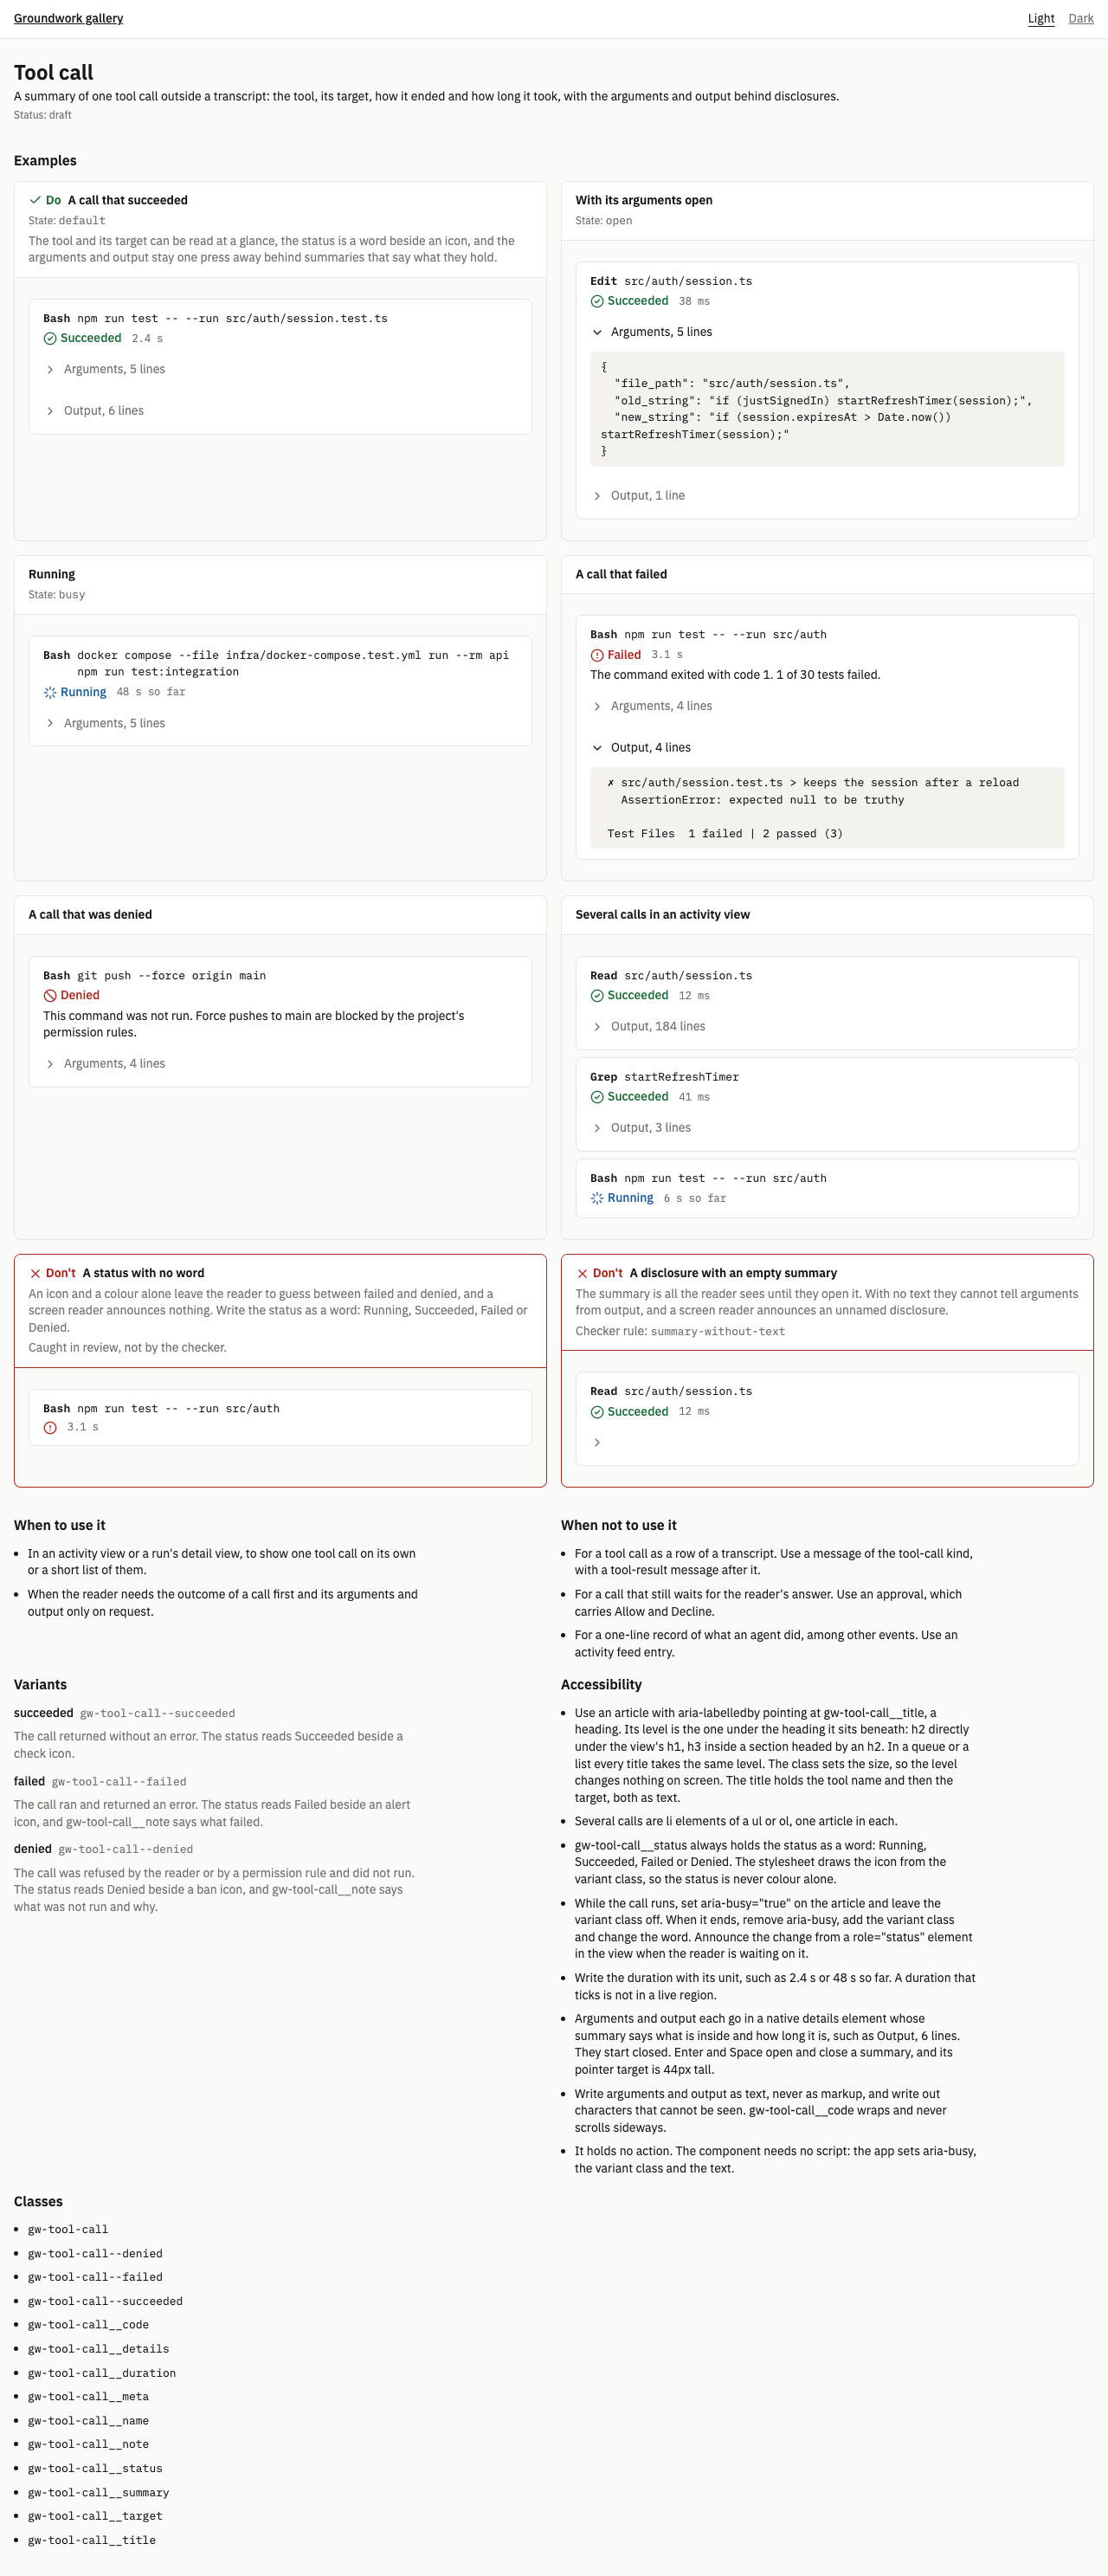 Groundwork gallery
Light
Dark
Tool call
A summary of one tool call outside a transcript: the tool, its target, how it ended and how long it took, with the arguments and output behind disclosures.
Status: draft
Examples
Do A call that succeeded
State: default
The tool and its target can be read at a glance, the status is a word beside an icon, and the
arguments and output stay one press away behind summaries that say what they hold.
Bash npm run test -- --run src/auth/session.test.ts
Succeeded 2.4 s
Arguments, 5 lines
Output, 6 lines
With its arguments open
State: open
Edit src/auth/session.ts
Succeeded 38 ms
Arguments, 5 lines
{
"file_path": "src/auth/session.ts",
"old_string": "if (justSignedIn) startRefreshTimer(session);",
"new_string": "if (session.expiresAt > Date.now())
startRefreshTimer(session);"
}
Output, 1 line
Running
State: busy
Bash docker compose --file infra/docker-compose.test.yml run --rm api
npm run test:integration
Running 48 s so far
Arguments, 5 lines
A call that failed
Bash npm run test -- --run src/auth
Failed 3.1 s
The command exited with code 1. 1 of 30 tests failed.
Arguments, 4 lines
Output, 4 lines
✗ src/auth/session.test.ts > keeps the session after a reload
AssertionError: expected null to be truthy
Test Files 1 failed | 2 passed (3)
A call that was denied
Bash git push --force origin main
Denied
This command was not run. Force pushes to main are blocked by the project's
permission rules.
Arguments, 4 lines
Several calls in an activity view
Read src/auth/session.ts
Succeeded 12 ms
Output, 184 lines
Grep startRefreshTimer
Succeeded 41 ms
Output, 3 lines
Bash npm run test -- --run src/auth
Running 6 s so far
Don't A status with no word
An icon and a colour alone leave the reader to guess between failed and denied, and a
screen reader announces nothing. Write the status as a word: Running, Succeeded, Failed or
Denied.
Caught in review, not by the checker.
Bash npm run test -- --run src/auth
3.1 s
Don't A disclosure with an empty summary
The summary is all the reader sees until they open it. With no text they cannot tell arguments
from output, and a screen reader announces an unnamed disclosure.
Checker rule: summary-without-text
Read src/auth/session.ts
Succeeded 12 ms
When to use it
In an activity view or a run's detail view, to show one tool call on its own
or a short list of them.
When the reader needs the outcome of a call first and its arguments and
output only on request.
When not to use it
For a tool call as a row of a transcript. Use a message of the tool-call kind,
with a tool-result message after it.
For a call that still waits for the reader's answer. Use an approval, which
carries Allow and Decline.
For a one-line record of what an agent did, among other events. Use an
activity feed entry.
Variants
succeeded gw-tool-call--succeeded
The call returned without an error. The status reads Succeeded beside a
check icon.
failed gw-tool-call--failed
The call ran and returned an error. The status reads Failed beside an alert
icon, and gw-tool-call__note says what failed.
denied gw-tool-call--denied
The call was refused by the reader or by a permission rule and did not run.
The status reads Denied beside a ban icon, and gw-tool-call__note says
what was not run and why.
Accessibility
Use an article with aria-labelledby pointing at gw-tool-call__title, a
heading. Its level is the one under the heading it sits beneath: h2 directly
under the view's h1, h3 inside a section headed by an h2. In a queue or a
list every title takes the same level. The class sets the size, so the level
changes nothing on screen. The title holds the tool name and then the
target, both as text.
Several calls are li elements of a ul or ol, one article in each.
gw-tool-call__status always holds the status as a word: Running,
Succeeded, Failed or Denied. The stylesheet draws the icon from the
variant class, so the status is never colour alone.
While the call runs, set aria-busy="true" on the article and leave the
variant class off. When it ends, remove aria-busy, add the variant class
and change the word. Announce the change from a role="status" element
in the view when the reader is waiting on it.
Write the duration with its unit, such as 2.4 s or 48 s so far. A duration that
ticks is not in a live region.
Arguments and output each go in a native details element whose
summary says what is inside and how long it is, such as Output, 6 lines.
They start closed. Enter and Space open and close a summary, and its
pointer target is 44px tall.
Write arguments and output as text, never as markup, and write out
characters that cannot be seen. gw-tool-call__code wraps and never
scrolls sideways.
It holds no action. The component needs no script: the app sets aria-busy,
the variant class and the text.
Classes
gw-tool-call
gw-tool-call--denied
gw-tool-call--failed
gw-tool-call--succeeded
gw-tool-call__code
gw-tool-call__details
gw-tool-call__duration
gw-tool-call__meta
gw-tool-call__name
gw-tool-call__note
gw-tool-call__status
gw-tool-call__summary
gw-tool-call__target
gw-tool-call__title